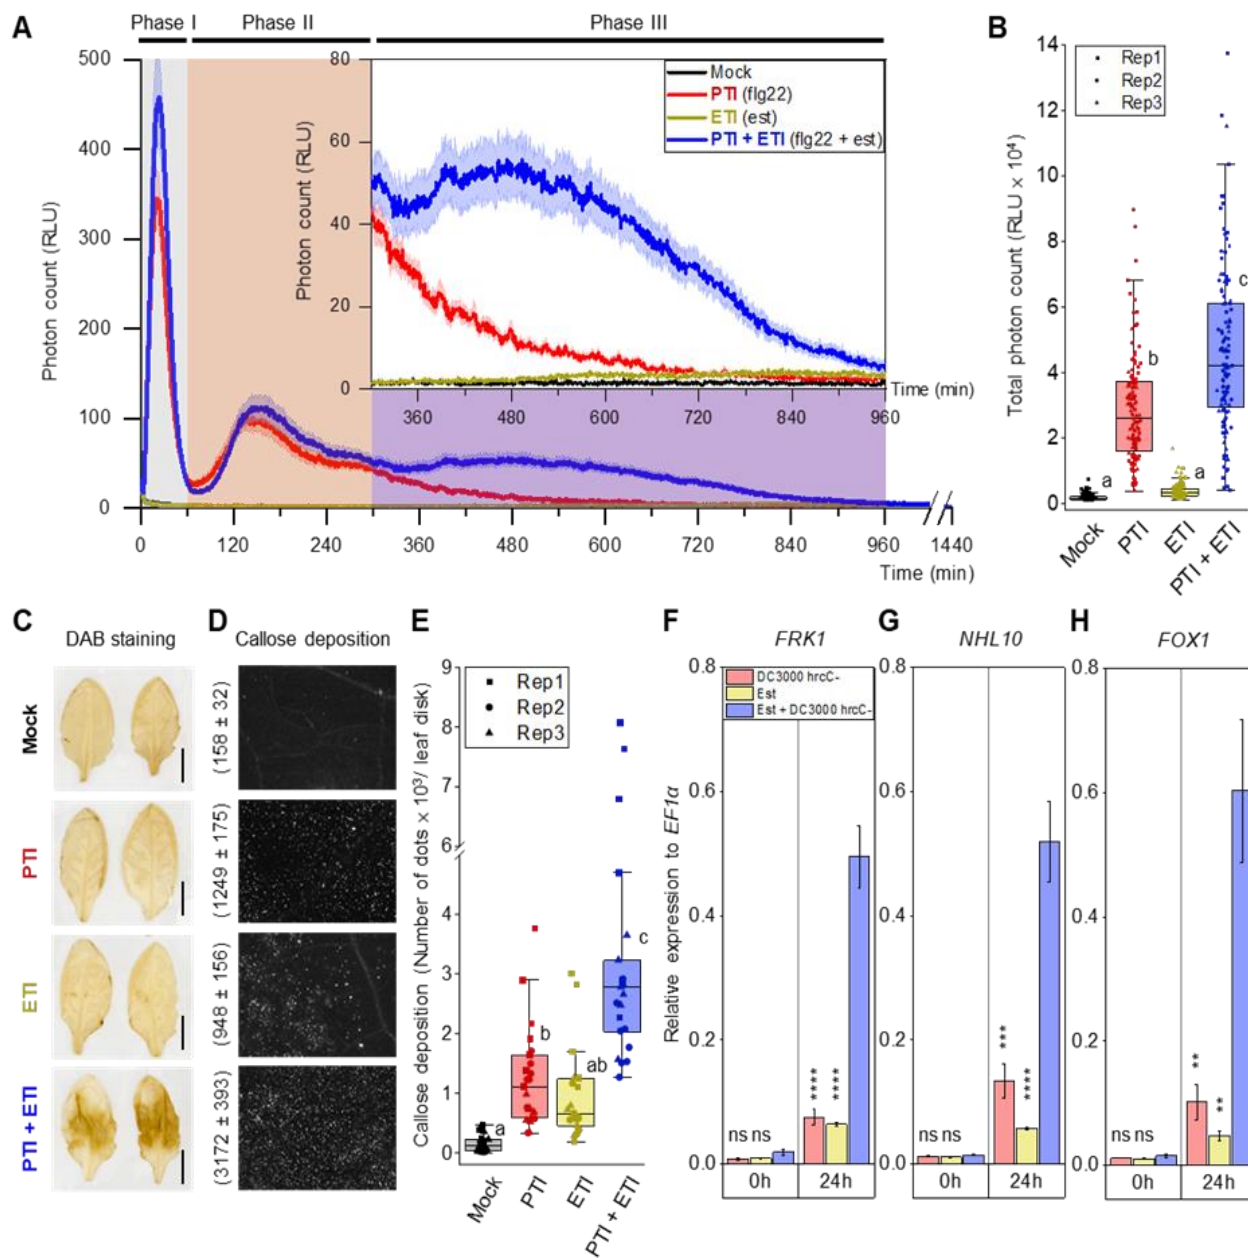 A
Phase I
Phase II
Phase III
500
400
300
200
100
0
Photon count (RLU)
80
60
40
20
0
Photon count (RLU)
Mock
PTI (flg22)
ETI (est)
PTI + ETI (flg22 + est)
Time (min)
360
480
600
720
840
960
0
120
240
360
480
600
720
840
960
1440
Time (min)
B
14
12
10
8
6
4
2
0
Total photon count (RLU × 10⁴)
Rep1
Rep2
Rep3
a
b
a
c
Mock
PTI
ETI
PTI + ETI
C
DAB staining
Mock
PTI
ETI
PTI + ETI
D
Callose deposition
(158 ± 32)
(1249 ± 175)
(948 ± 156)
(3172 ± 393)
E
9
8
7
6
4
3
2
1
0
Callose deposition (Number of dots × 10³/ leaf disk)
Rep1
Rep2
Rep3
a
b
ab
c
Mock
PTI
ETI
PTI + ETI
F
FRK1
0.8
0.6
0.4
0.2
0.0
Relative expression to EF1α
DC3000 hrcC-
Est
Est + DC3000 hrcC-
ns ns
****
****
0h
24h
G
NHL10
0.8
0.6
0.4
0.2
0.0
ns ns
***
****
0h
24h
H
FOX1
0.8
0.6
0.4
0.2
0.0
ns ns
**
**
0h
24h